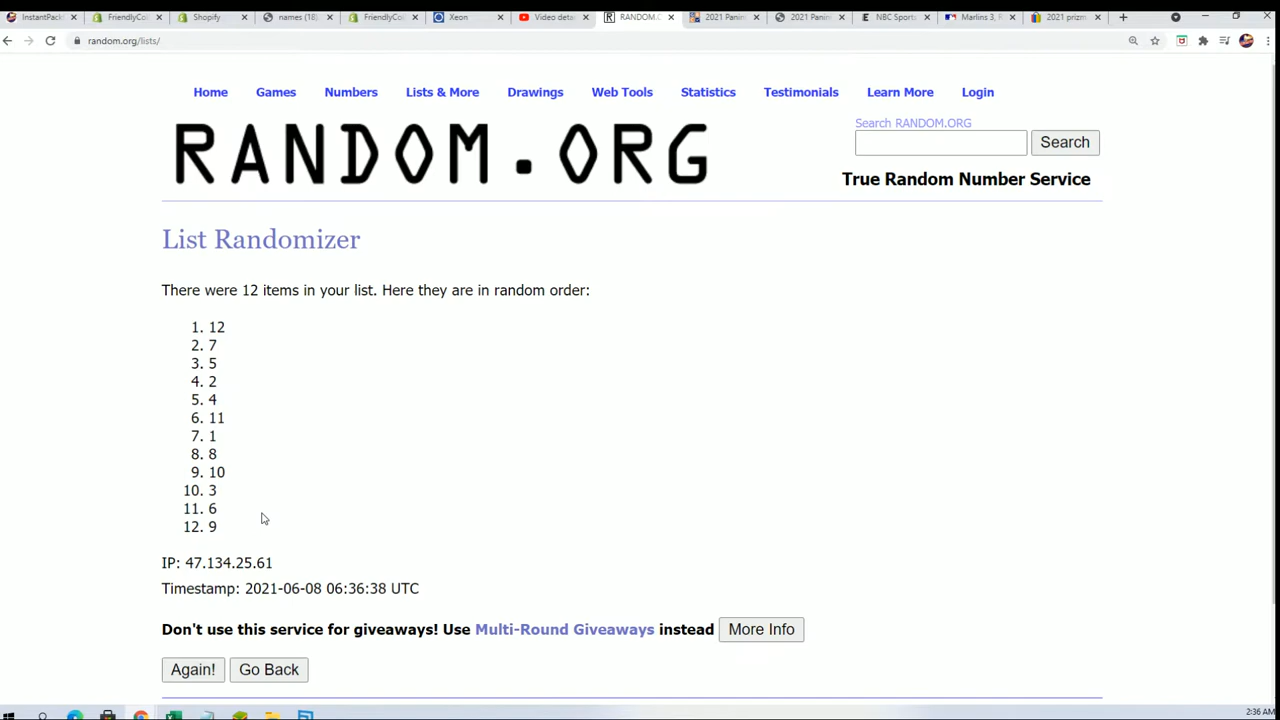 InstantPack
FriendlyCol
Shopify
names (18)
FriendlyCol
Xeon
Video deta
RANDOM.O
2021 Panin
2021 Panin
NBC Sports
Marlins 3, R
2021 prizm
random.org/lists/
Home Games Numbers Lists & More Drawings Web Tools Statistics Testimonials Learn More Login
RANDOM.ORG
Search RANDOM.ORG
Search
True Random Number Service
List Randomizer
There were 12 items in your list. Here they are in random order:
1. 12
2. 7
3. 5
4. 2
5. 4
6. 11
7. 1
8. 8
9. 10
10. 3
11. 6
12. 9
IP: 47.134.25.61
Timestamp: 2021-06-08 06:36:38 UTC
Don't use this service for giveaways! Use Multi-Round Giveaways instead More Info
Again! Go Back
2:36 AM